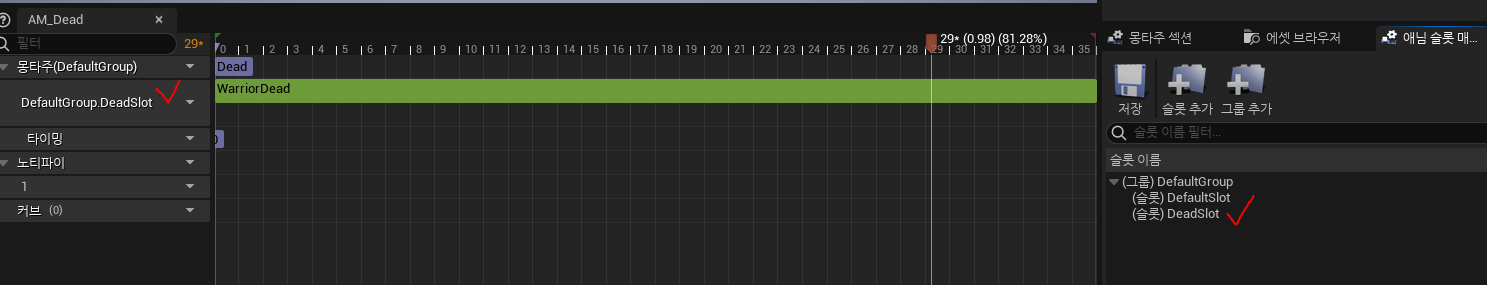 AM_Dead ×
필터 29*
몽타주(DefaultGroup)
DefaultGroup.DeadSlot
타이밍
노티파이
1
커브 (0)
0 1 2 3 4 5 6 7 8 9 10 11 12 13 14 15 16 17 18 19 20 21 22 23 24 25 26 27 28 29 30 31 32 33 34 35
29* (0.98) (81.28%)
Dead
WarriorDead
몽타주 섹션 에셋 브라우저 애님 슬롯 매...
저장 슬롯 추가 그룹 추가
슬롯 이름 필터...
슬롯 이름
(그룹) DefaultGroup
(슬롯) DefaultSlot
(슬롯) DeadSlot